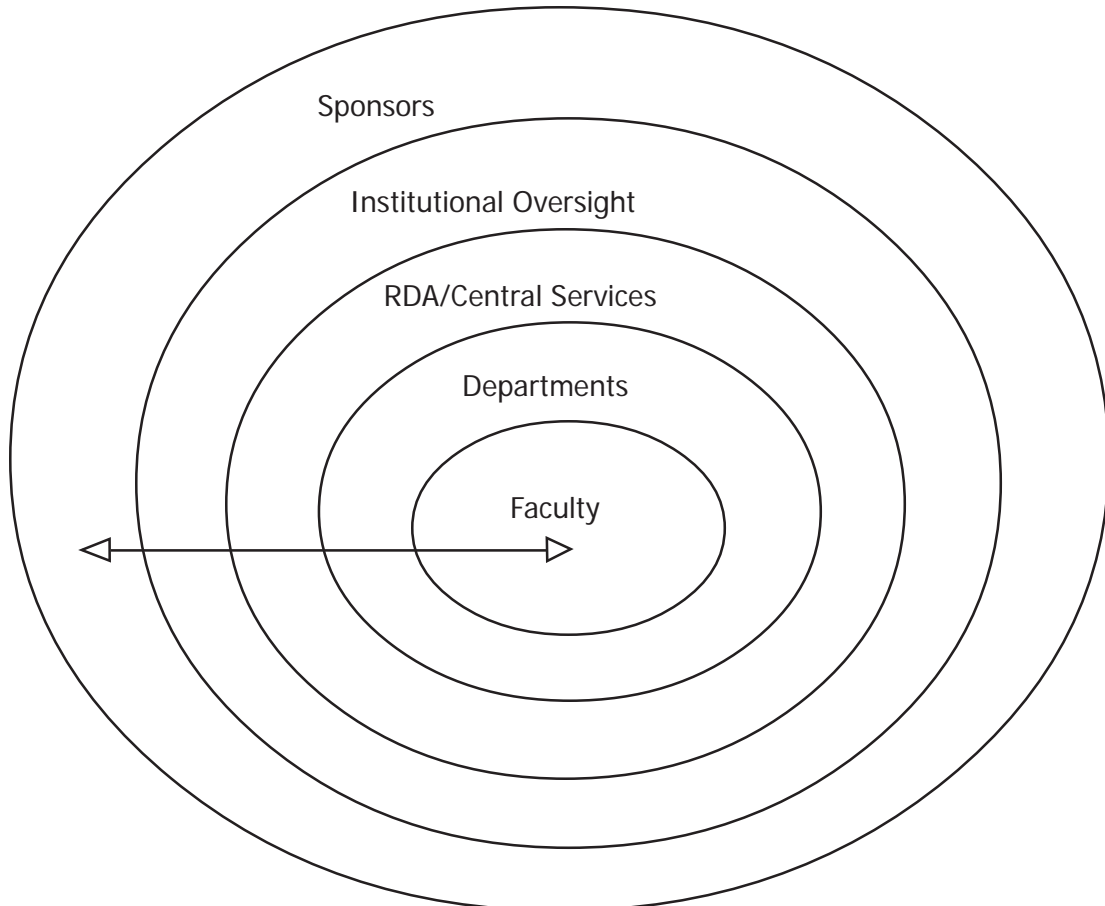 Sponsors
Institutional Oversight
RDA/Central Services
Departments
Faculty